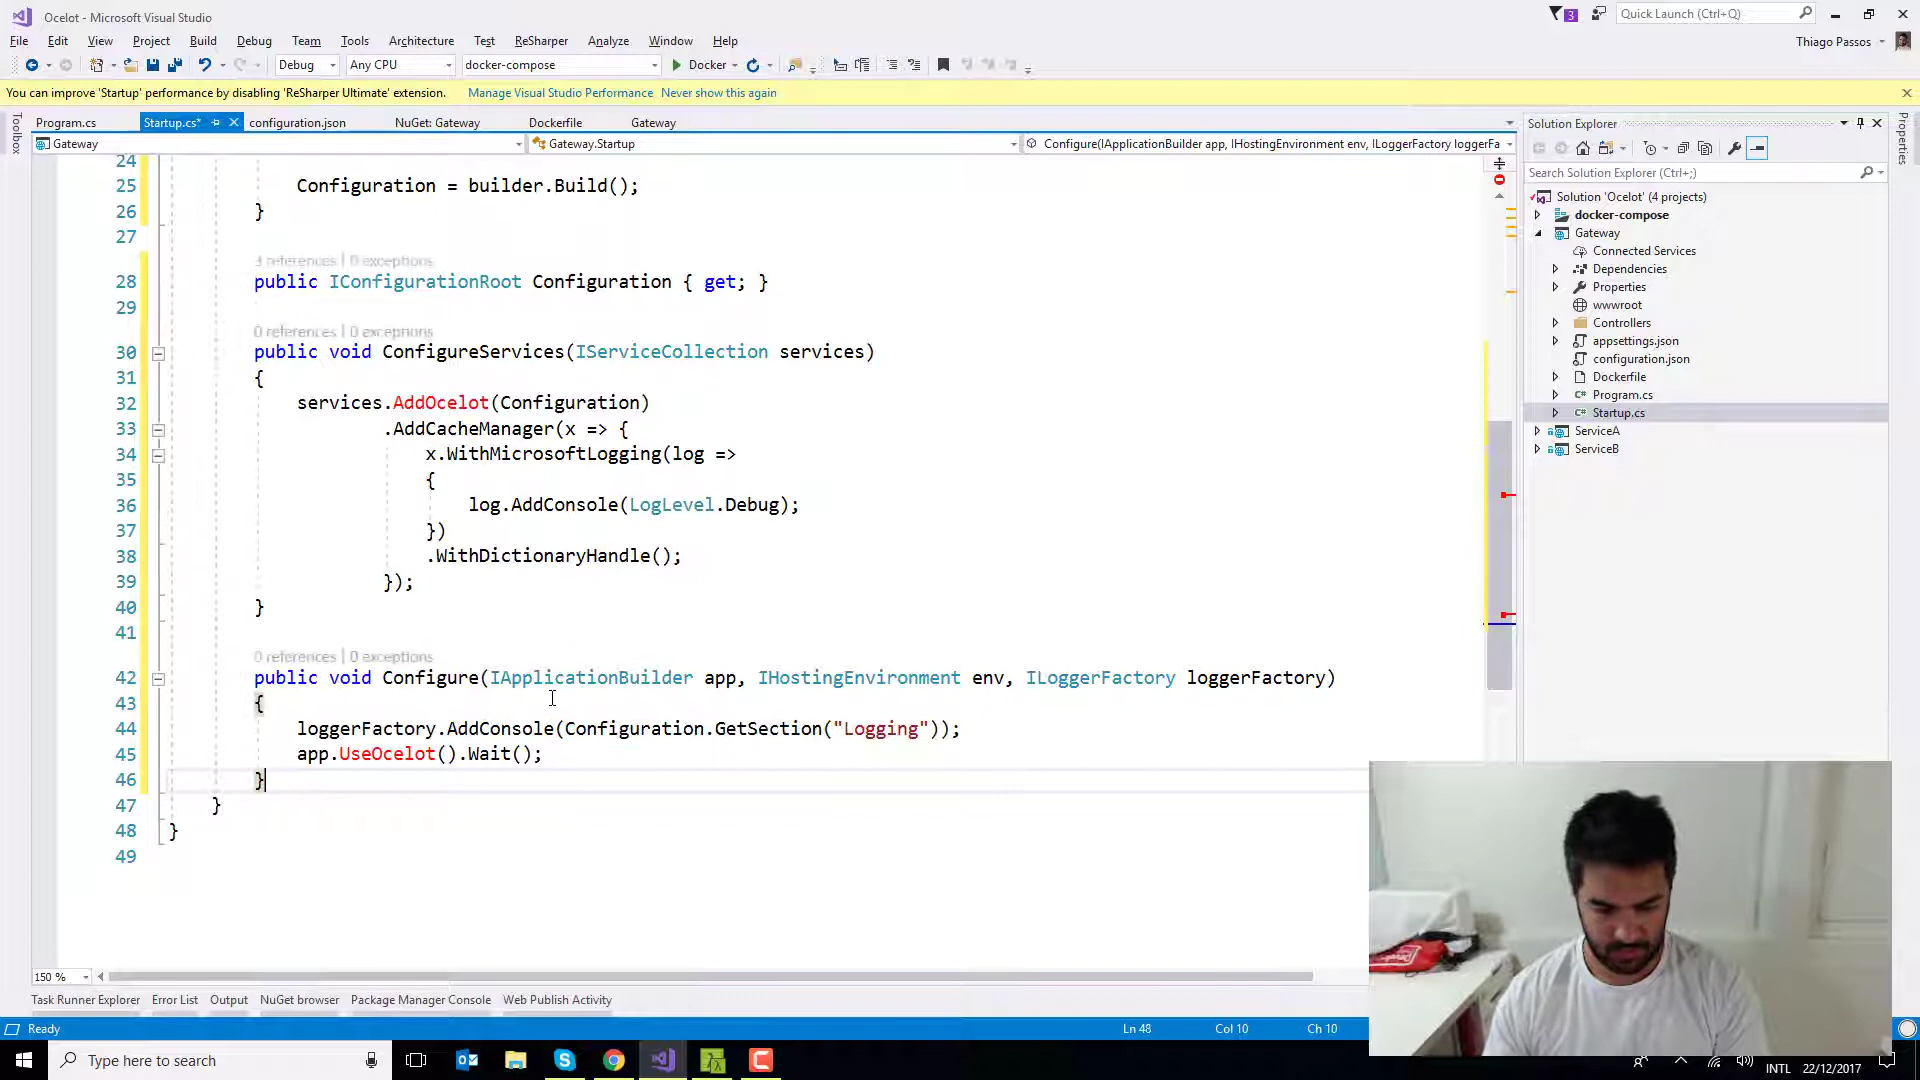 Ocelot - Microsoft Visual Studio
3
Quick Launch (Ctrl+Q)
File Edit View Project Build Debug Team Tools Architecture Test ReSharper Analyze Window Help
Thiago Passos
Debug Any CPU docker-compose Docker
You can improve 'Startup' performance by disabling 'ReSharper Ultimate' extension. Manage Visual Studio Performance Never show this again
Toolbox
Program.cs Startup.cs* configuration.json NuGet: Gateway Dockerfile Gateway
Gateway Gateway.Startup Configure(IApplicationBuilder app, IHostingEnvironment env, ILoggerFactory loggerFa
24
25 Configuration = builder.Build();
26 }
27
3 references | 0 exceptions
28 public IConfigurationRoot Configuration { get; }
29
0 references | 0 exceptions
30 public void ConfigureServices(IServiceCollection services)
31 {
32 services.AddOcelot(Configuration)
33 .AddCacheManager(x => {
34 x.WithMicrosoftLogging(log =>
35 {
36 log.AddConsole(LogLevel.Debug);
37 })
38 .WithDictionaryHandle();
39 });
40 }
41
0 references | 0 exceptions
42 public void Configure(IApplicationBuilder app, IHostingEnvironment env, ILoggerFactory loggerFactory)
43 {
44 loggerFactory.AddConsole(Configuration.GetSection("Logging"));
45 app.UseOcelot().Wait();
46 }
47 }
48 }
49
150 %
Solution Explorer
Search Solution Explorer (Ctrl+;)
Solution 'Ocelot' (4 projects)
docker-compose
Gateway
Connected Services
Dependencies
Properties
wwwroot
Controllers
appsettings.json
configuration.json
Dockerfile
Program.cs
Startup.cs
ServiceA
ServiceB
Properties
Task Runner Explorer Error List Output NuGet browser Package Manager Console Web Publish Activity
Ready Ln 48 Col 10 Ch 10
Type here to search
INTL 22/12/2017